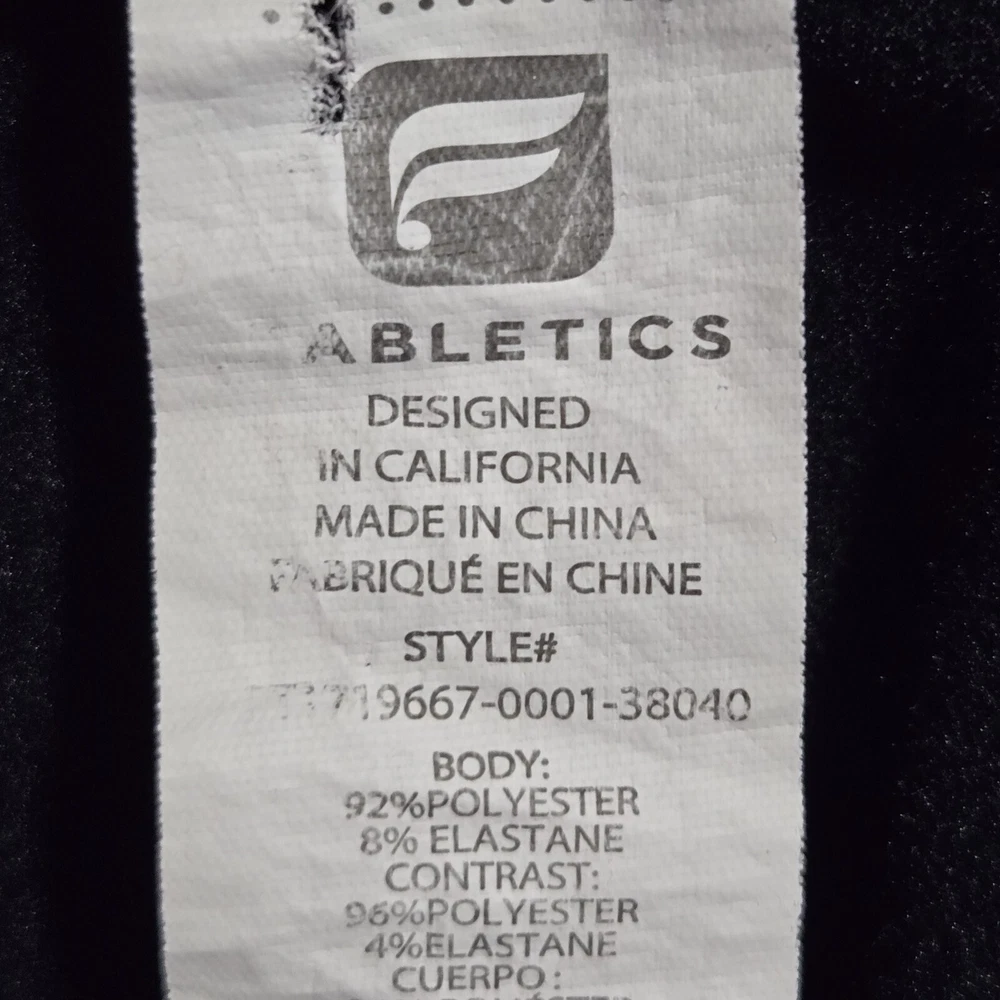 ABLETICS
DESIGNED
IN CALIFORNIA
MADE IN CHINA
FABRIQUÉ EN CHINE
STYLE#
19667-0001-38040
BODY:
92%POLYESTER
8% ELASTANE
CONTRAST:
96%POLYESTER
4%ELASTANE
CUERPO: